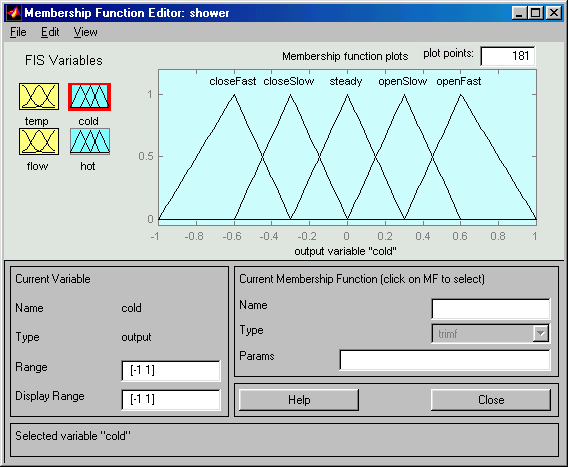 Membership Function Editor: shower
File Edit View
FIS Variables
Membership function plots
plot points: 181
closeFast closeSlow steady openSlow openFast
temp cold
flow hot
1
0.5
0
-1 -0.8 -0.6 -0.4 -0.2 0 0.2 0.4 0.6 0.8 1
output variable "cold"
Current Variable
Name cold
Type output
Range [-1 1]
Display Range [-1 1]
Current Membership Function (click on MF to select)
Name
Type trimf
Params
Help Close
Selected variable "cold"